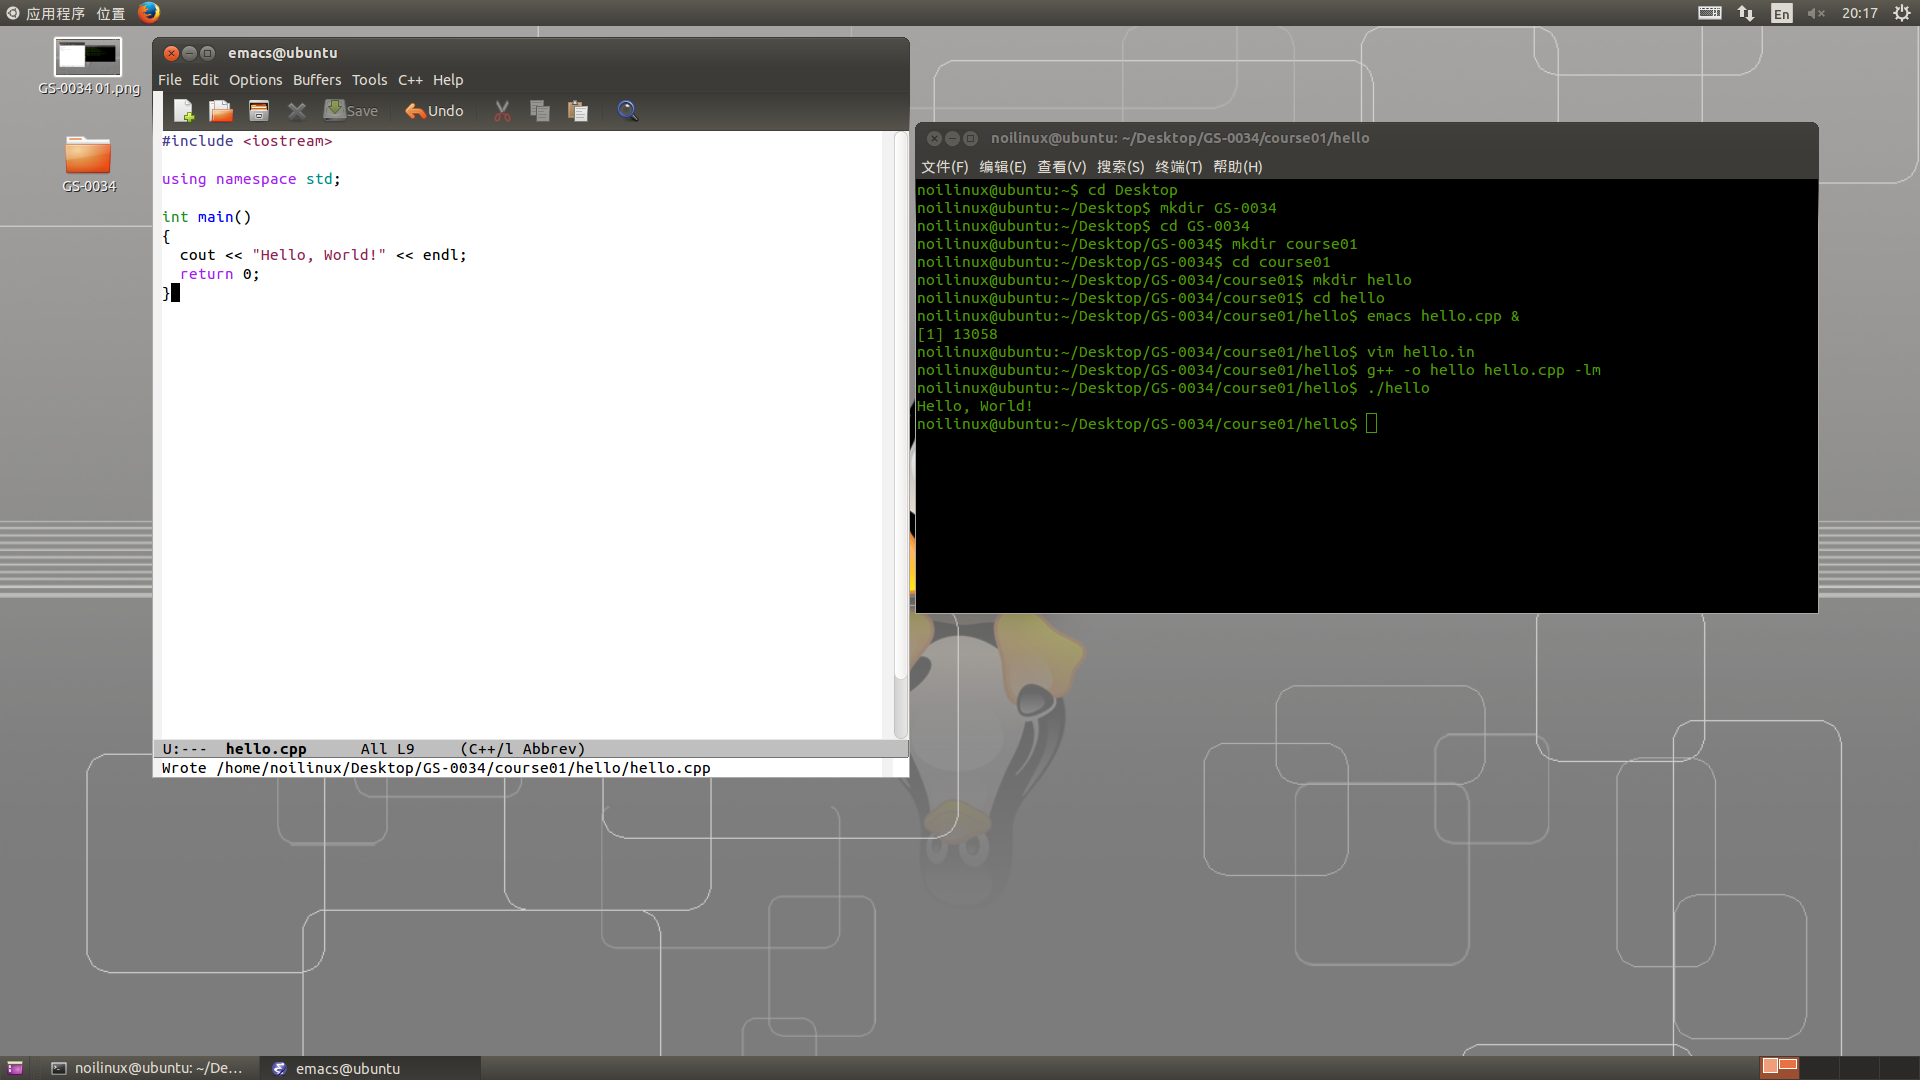 应用程序 位置
En 20:17
GS-0034 01.png
GS-0034
emacs@ubuntu
File Edit Options Buffers Tools C++ Help
Save Undo
#include <iostream>
using namespace std;
int main()
{
  cout << "Hello, World!" << endl;
  return 0;
}
U:--- hello.cpp All L9 (C++/l Abbrev)
Wrote /home/noilinux/Desktop/GS-0034/course01/hello/hello.cpp
noilinux@ubuntu: ~/Desktop/GS-0034/course01/hello
文件(F) 编辑(E) 查看(V) 搜索(S) 终端(T) 帮助(H)
noilinux@ubuntu:~$ cd Desktop
noilinux@ubuntu:~/Desktop$ mkdir GS-0034
noilinux@ubuntu:~/Desktop$ cd GS-0034
noilinux@ubuntu:~/Desktop/GS-0034$ mkdir course01
noilinux@ubuntu:~/Desktop/GS-0034$ cd course01
noilinux@ubuntu:~/Desktop/GS-0034/course01$ mkdir hello
noilinux@ubuntu:~/Desktop/GS-0034/course01$ cd hello
noilinux@ubuntu:~/Desktop/GS-0034/course01/hello$ emacs hello.cpp &
[1] 13058
noilinux@ubuntu:~/Desktop/GS-0034/course01/hello$ vim hello.in
noilinux@ubuntu:~/Desktop/GS-0034/course01/hello$ g++ -o hello hello.cpp -lm
noilinux@ubuntu:~/Desktop/GS-0034/course01/hello$ ./hello
Hello, World!
noilinux@ubuntu:~/Desktop/GS-0034/course01/hello$
noilinux@ubuntu: ~/De...
emacs@ubuntu